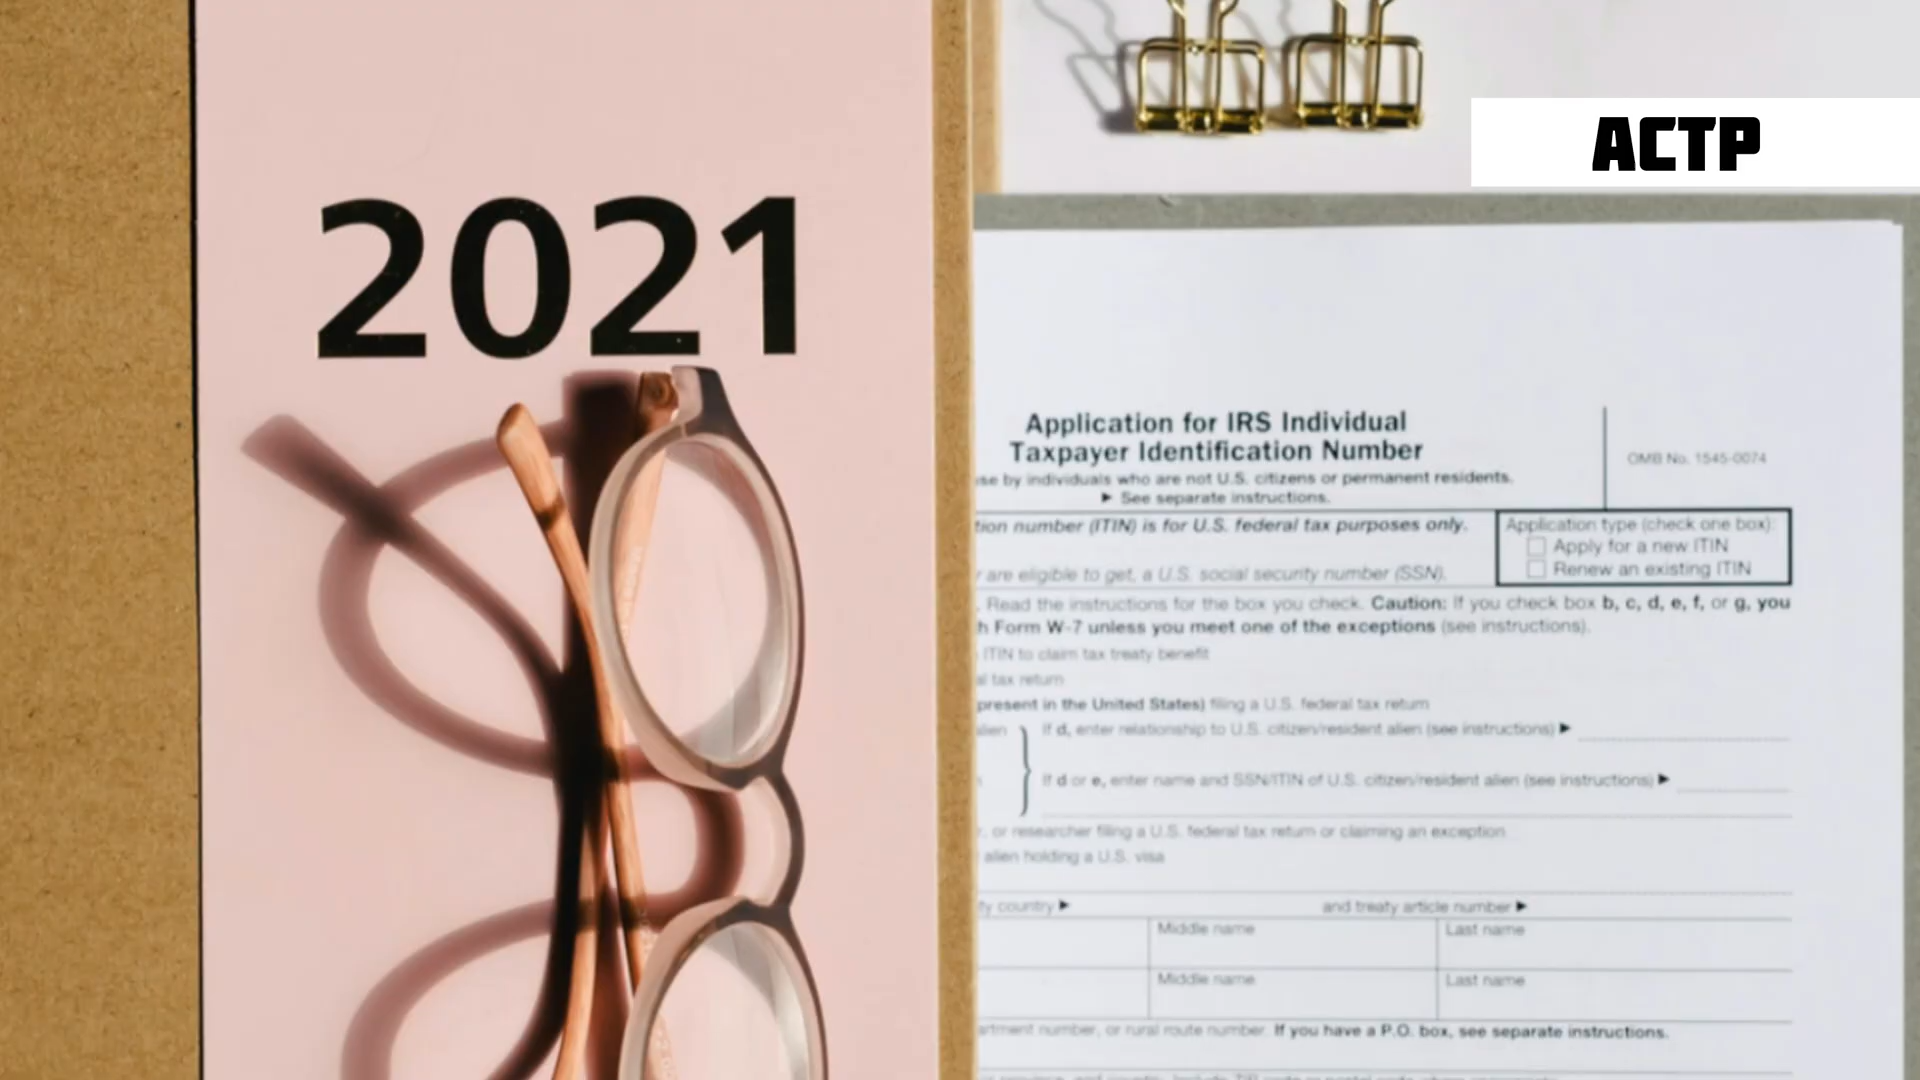 ACTP
2021
Application for IRS Individual
Taxpayer Identification Number
OMB No. 1545-0074
use by individuals who are not U.S. citizens or permanent residents.
► See separate instructions.
tion number (ITIN) is for U.S. federal tax purposes only.
Application type (check one box):
Apply for a new ITIN
Renew an existing ITIN
are eligible to get, a U.S. social security number (SSN).
. Read the instructions for the box you check. Caution: If you check box b, c, d, e, f, or g, you
h Form W-7 unless you meet one of the exceptions (see instructions).
ITIN to claim tax treaty benefit
al tax return
present in the United States) filing a U.S. federal tax return
alien } If d, enter relationship to U.S. citizen/resident alien (see instructions) ►
If d or e, enter name and SSN/ITIN of U.S. citizen/resident alien (see instructions) ►
, or researcher filing a U.S. federal tax return or claiming an exception
alien holding a U.S. visa
ty country ► and treaty article number ►
Middle name Last name
Middle name Last name
artment number, or rural route number. If you have a P.O. box, see separate instructions.